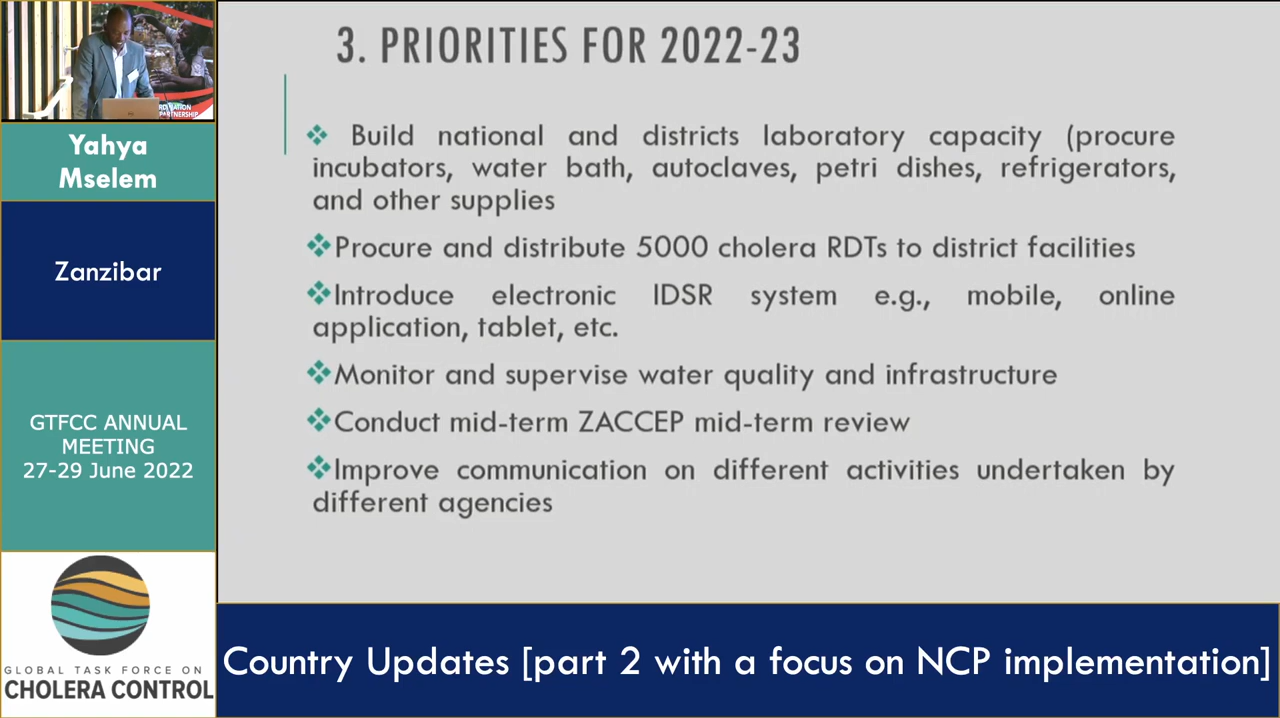 3. PRIORITIES FOR 2022-23
❖ Build national and districts laboratory capacity (procure
incubators, water bath, autoclaves, petri dishes, refrigerators,
and other supplies
❖Procure and distribute 5000 cholera RDTs to district facilities
❖Introduce electronic IDSR system e.g., mobile, online
application, tablet, etc.
❖Monitor and supervise water quality and infrastructure
❖Conduct mid-term ZACCEP mid-term review
❖Improve communication on different activities undertaken by
different agencies
Yahya
Mselem
Zanzibar
GTFCC ANNUAL
MEETING
27-29 June 2022
GLOBAL TASK FORCE ON
CHOLERA CONTROL
Country Updates [part 2 with a focus on NCP implementation]